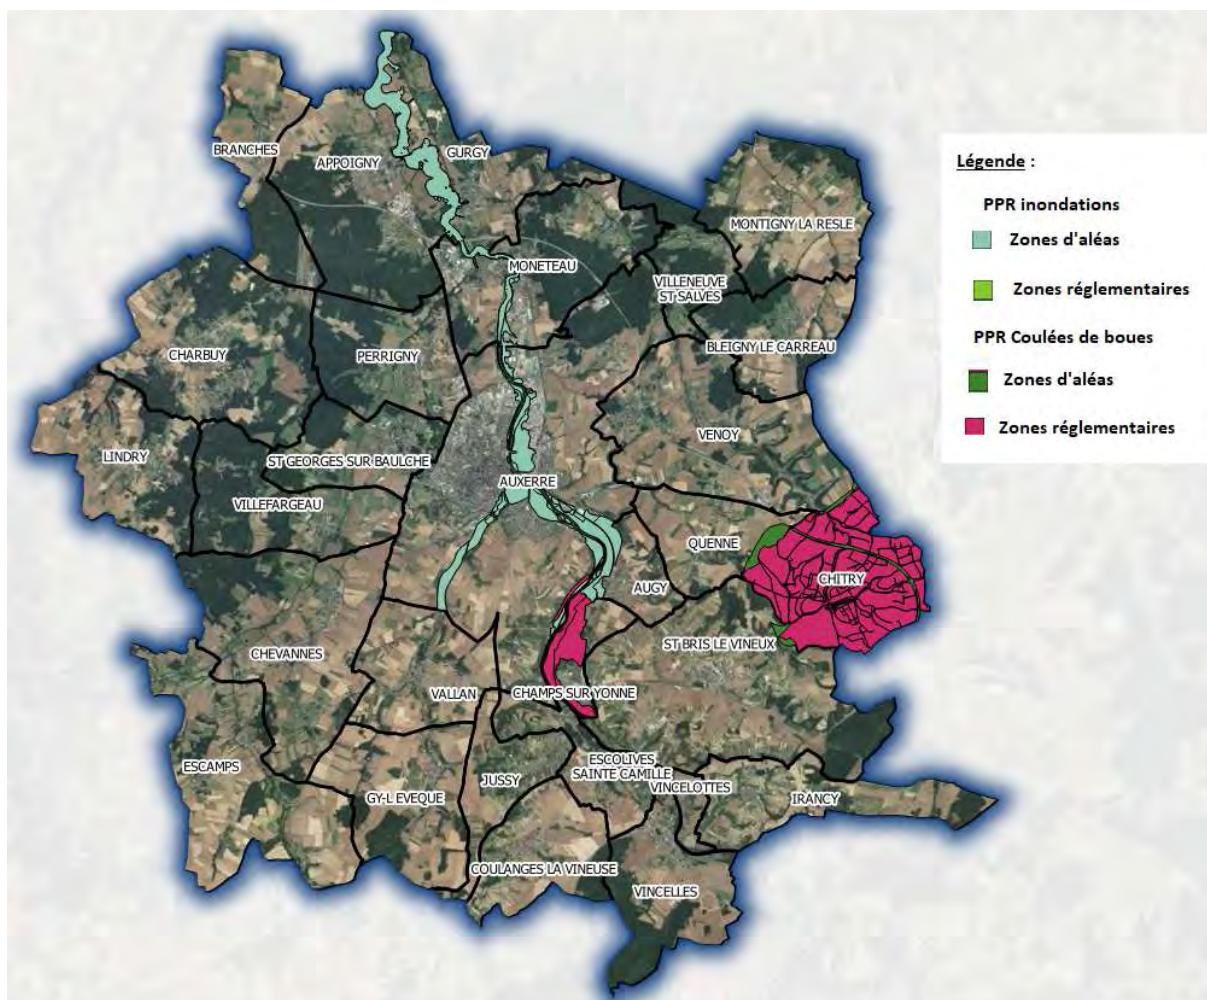 Légende :
PPR inondations
Zones d'aléas
Zones réglementaires
PPR Coulées de boues
Zones d'aléas
Zones réglementaires
BRANCHES
APPOIGNY
GURGY
MONTIGNY LA RESLE
MONETEAU
VILLENEUVE
ST SALVES
CHARBUY
PERRIGNY
BLEIGNY LE CARREAU
LINDRY
ST GEORGES SUR BAULCHE
VENOY
VILLEFARGEAU
AUXERRE
QUENNE
CHITRY
AUGY
CHEVANNES
ST BRIS LE VINEUX
VALLAN
CHAMPS SUR YONNE
ESCAMPS
JUSSY
ESCOLIVES
SAINTE CAMILLE
VINCELOTTES
IRANCY
GY-L EVEQUE
COULANGES LA VINEUSE
VINCELLES